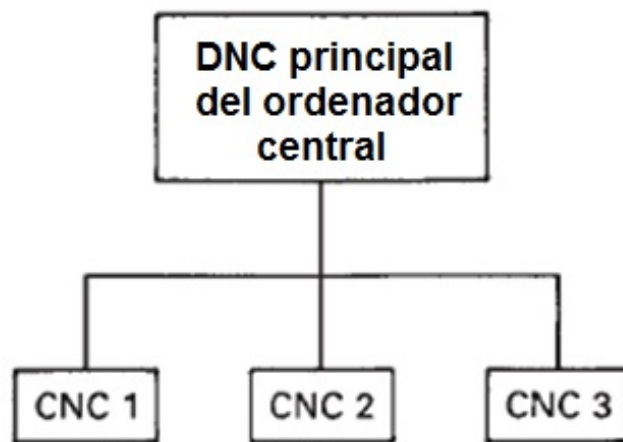 DNC principal
del ordenador
central
CNC 1
CNC 2
CNC 3